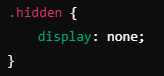 .hidden {
    display: none;
}